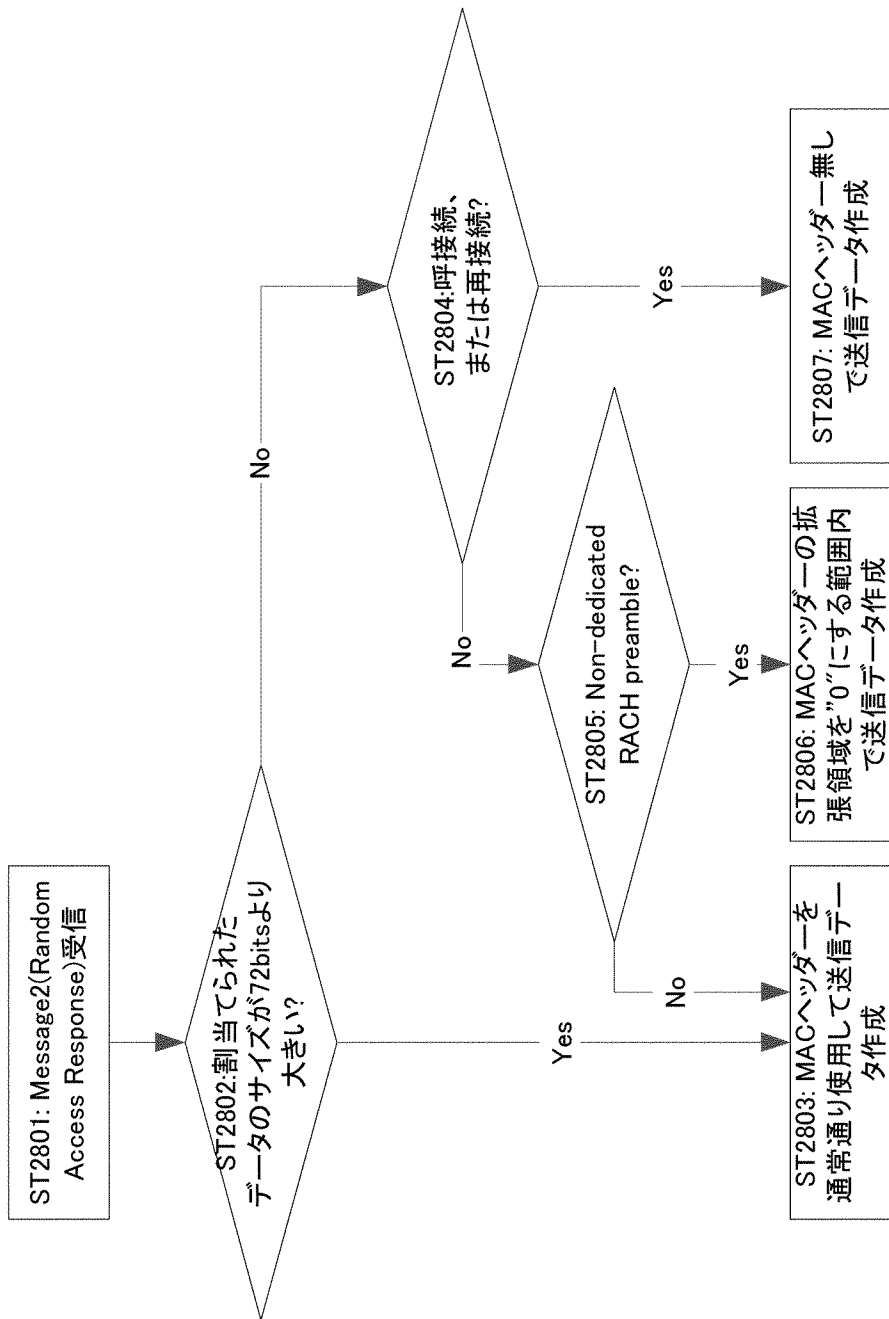 ST2801: Message2(Random
Access Response)受信
ST2802:割当てられた
データのサイズが72bitsより
大きい?
No
Yes
ST2804:呼接続、
または再接続?
No
Yes
ST2805: Non-dedicated
RACH preamble?
No
Yes
ST2803: MACヘッダーを
通常通り使用して送信デー
タ作成
ST2806: MACヘッダーの拡
張領域を"0"にする範囲内
で送信データ作成
ST2807: MACヘッダー無し
で送信データ作成